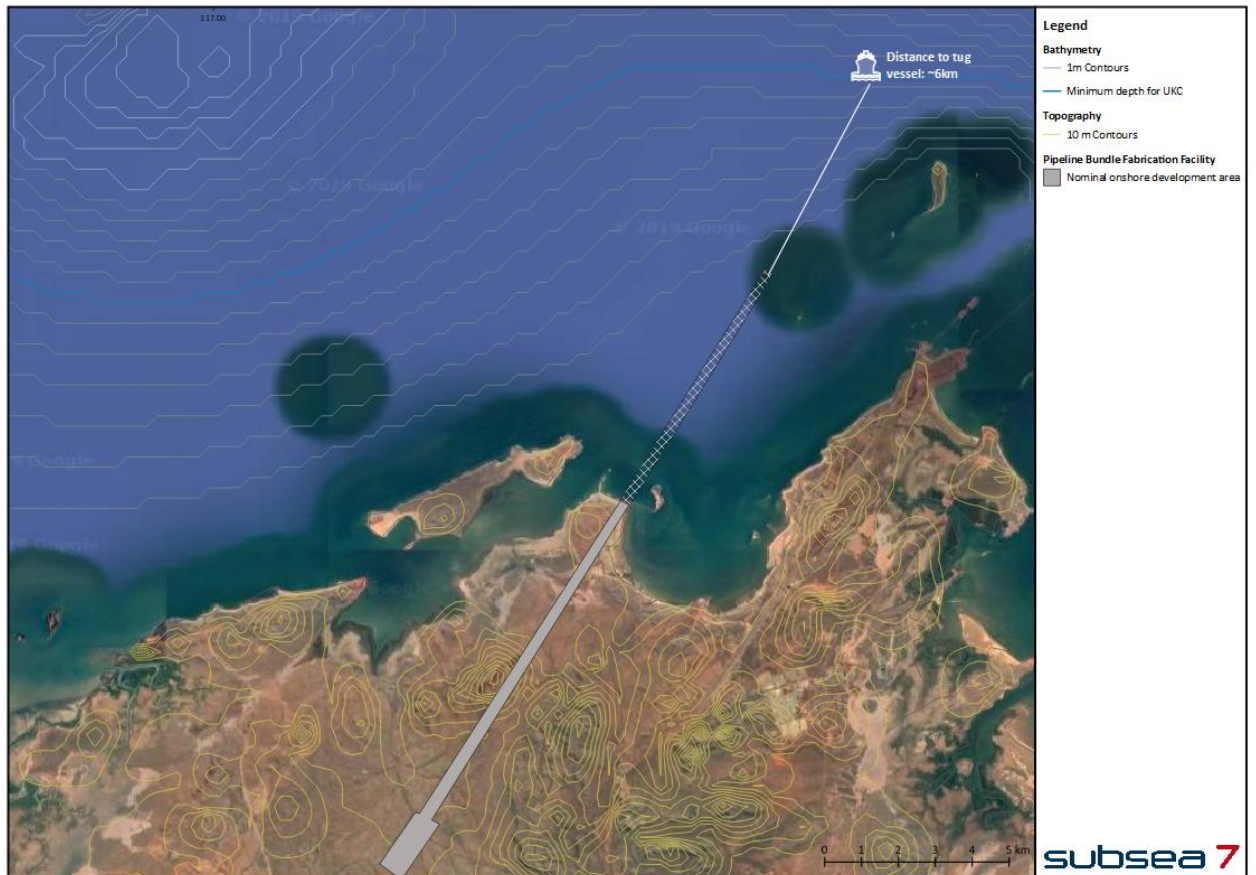 117.00
© 2019 Google
Distance to tug
vessel: ~6km
© 2019 Google
2019 Google
9 Google
9 Google
Google
0 1 2 3 4 5 km
Legend
Bathymetry
1m Contours
Minimum depth for UKC
Topography
10 m Contours
Pipeline Bundle Fabrication Facility
Nominal onshore development area
subsea 7